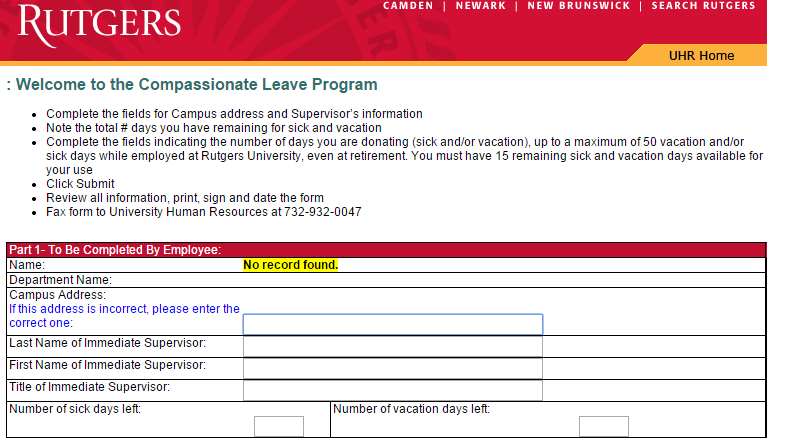 RUTGERS
CAMDEN | NEWARK | NEW BRUNSWICK | SEARCH RUTGERS
UHR Home
: Welcome to the Compassionate Leave Program
• Complete the fields for Campus address and Supervisor's information
• Note the total # days you have remaining for sick and vacation
• Complete the fields indicating the number of days you are donating (sick and/or vacation), up to a maximum of 50 vacation and/or
sick days while employed at Rutgers University, even at retirement. You must have 15 remaining sick and vacation days available for
your use
• Click Submit
• Review all information, print, sign and date the form
• Fax form to University Human Resources at 732-932-0047
Part 1- To Be Completed By Employee:
Name: No record found.
Department Name:
Campus Address:
If this address is incorrect, please enter the
correct one:
Last Name of Immediate Supervisor:
First Name of Immediate Supervisor:
Title of Immediate Supervisor:
Number of sick days left: Number of vacation days left: